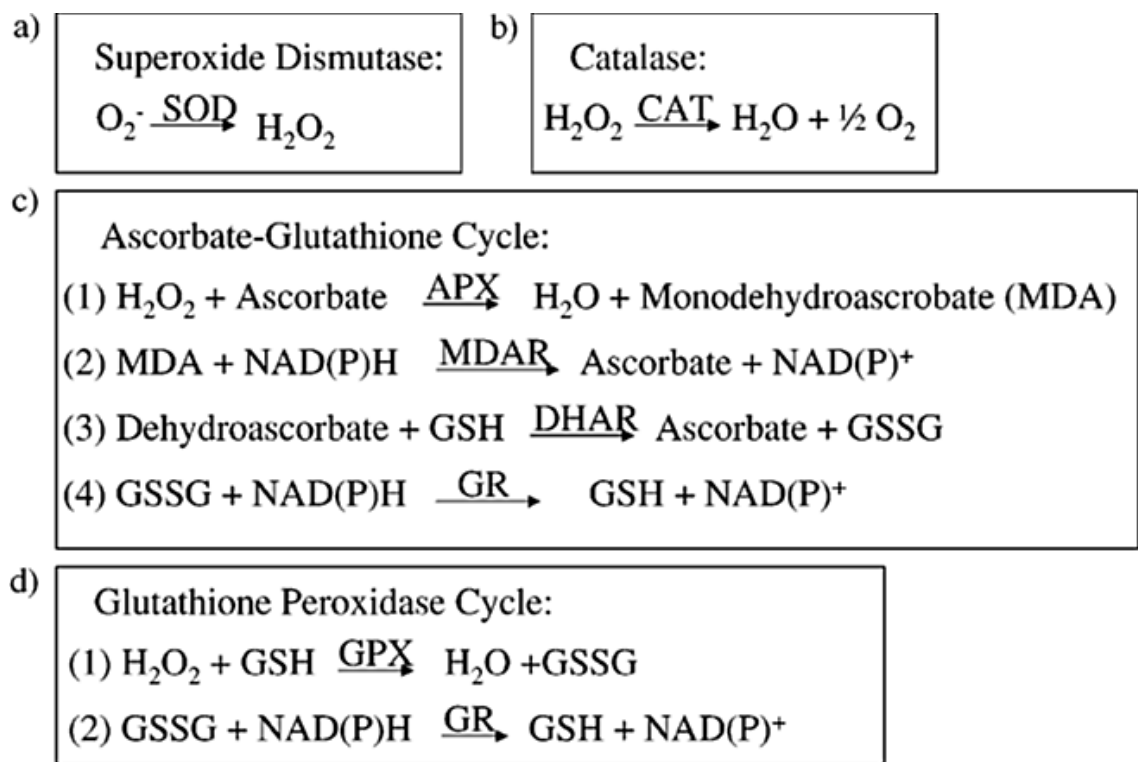 a)
Superoxide Dismutase:
O₂⁻ SOD H₂O₂
b)
Catalase:
H₂O₂ CAT H₂O + ½ O₂
c)
Ascorbate-Glutathione Cycle:
(1) H₂O₂ + Ascorbate APX H₂O + Monodehydroascrobate (MDA)
(2) MDA + NAD(P)H MDAR Ascorbate + NAD(P)⁺
(3) Dehydroascorbate + GSH DHAR Ascorbate + GSSG
(4) GSSG + NAD(P)H GR GSH + NAD(P)⁺
d)
Glutathione Peroxidase Cycle:
(1) H₂O₂ + GSH GPX H₂O +GSSG
(2) GSSG + NAD(P)H GR GSH + NAD(P)⁺